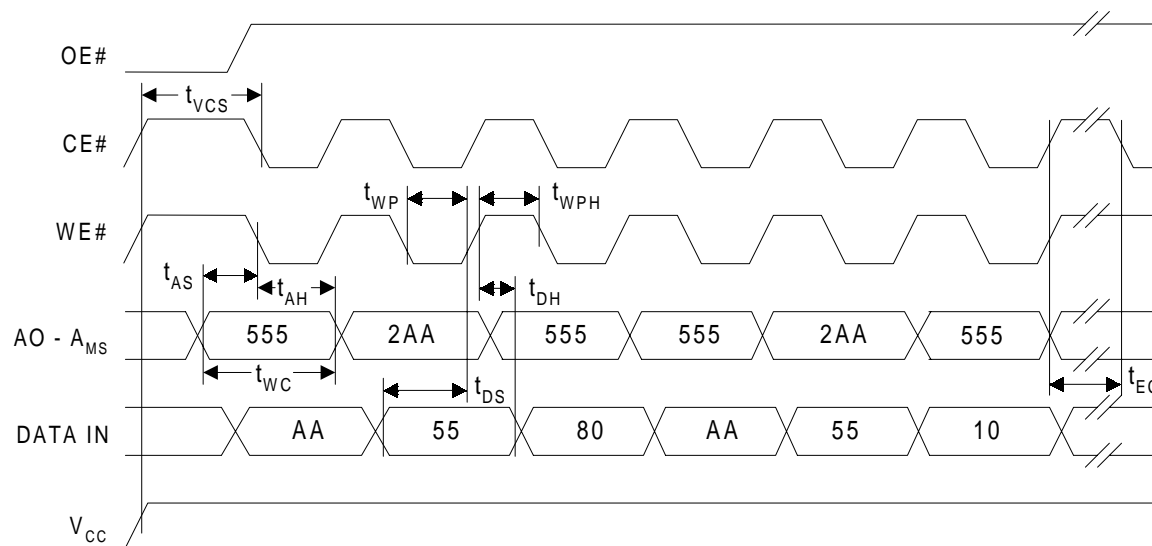 OE#
tVCS
CE#
tWP
tWPH
WE#
tAS
tAH
tDH
AO - AMS
555
2AA
555
555
2AA
555
tWC
tDS
DATA IN
AA
55
80
AA
55
10
VCC